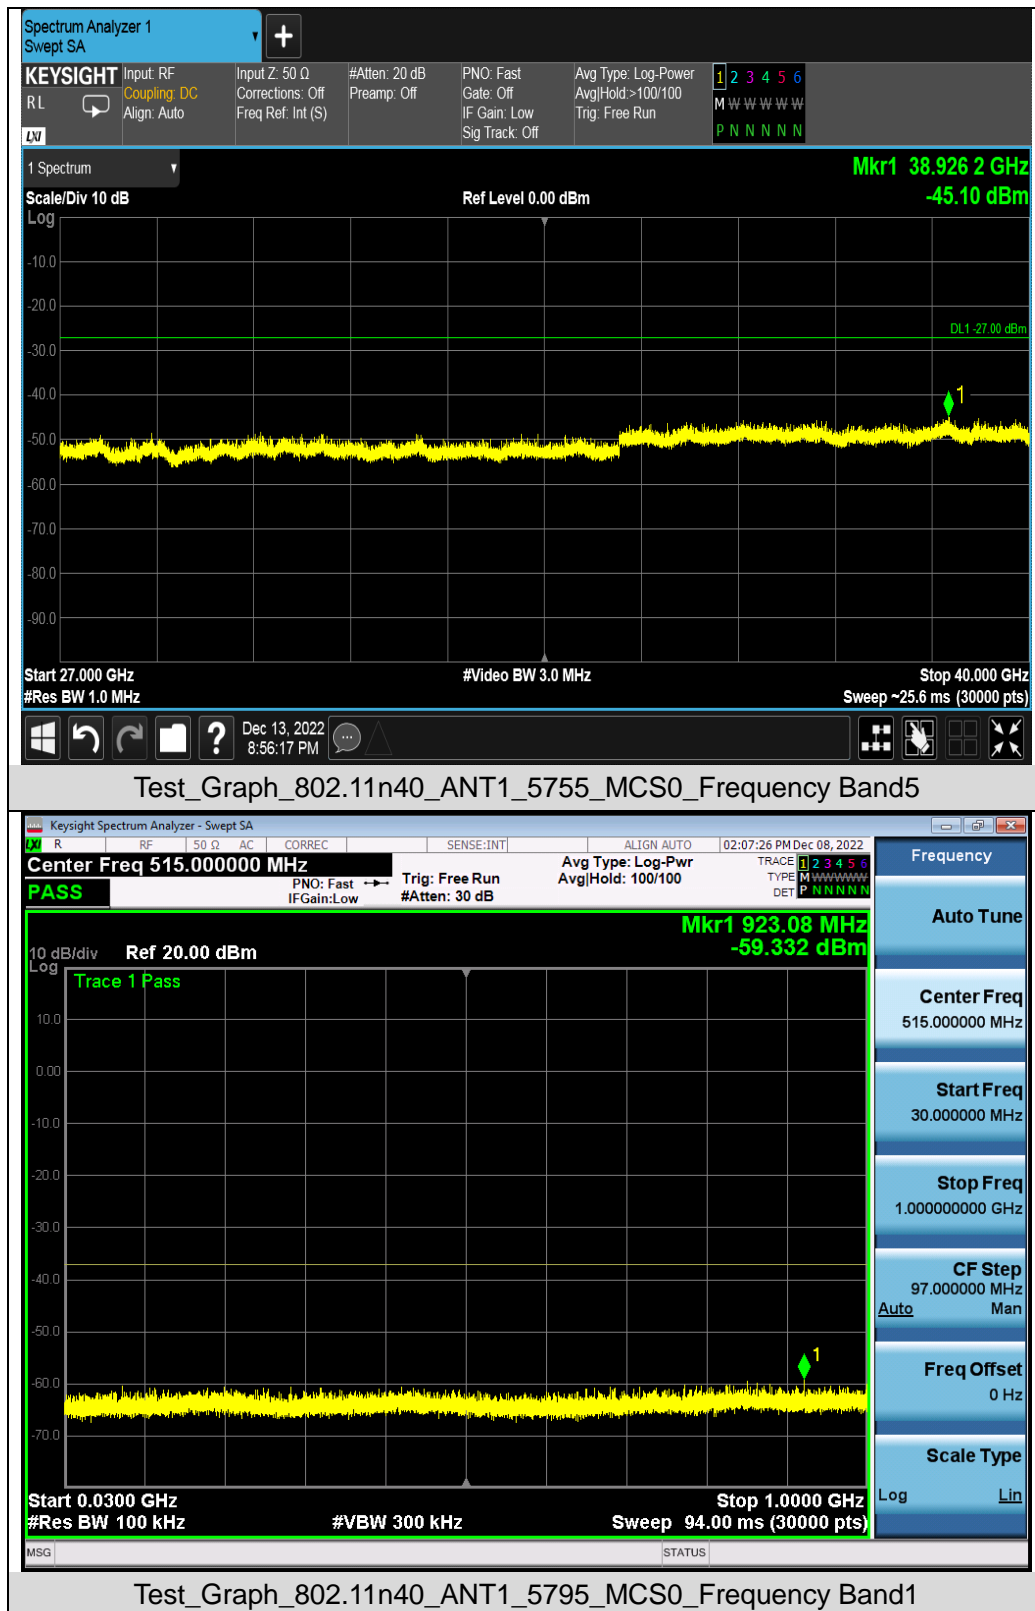 Spectrum Analyzer 1
Swept SA
KEYSIGHT
RL
LXI
Input: RF
Coupling: DC
Align: Auto
Input Z: 50 Ω
Corrections: Off
Freq Ref: Int (S)
#Atten: 20 dB
Preamp: Off
PNO: Fast
Gate: Off
IF Gain: Low
Sig Track: Off
Avg Type: Log-Power
Avg|Hold:>100/100
Trig: Free Run
1 2 3 4 5 6
M W W W W W
P N N N N N
1 Spectrum
Mkr1 38.926 2 GHz
-45.10 dBm
Scale/Div 10 dB
Ref Level 0.00 dBm
Log
-10.0
-20.0
DL1 -27.00 dBm
-30.0
-40.0
1
-50.0
-60.0
-70.0
-80.0
-90.0
Start 27.000 GHz
#Video BW 3.0 MHz
Stop 40.000 GHz
#Res BW 1.0 MHz
Sweep ~25.6 ms (30000 pts)
Dec 13, 2022
8:56:17 PM
Test_Graph_802.11n40_ANT1_5755_MCS0_Frequency Band5
Keysight Spectrum Analyzer - Swept SA
LXI R RF 50 Ω AC CORREC SENSE:INT ALIGN AUTO 02:07:26 PM Dec 08, 2022
Center Freq 515.000000 MHz
PASS
PNO: Fast
IFGain:Low
Trig: Free Run
#Atten: 30 dB
Avg Type: Log-Pwr
Avg|Hold: 100/100
TRACE 1 2 3 4 5 6
TYPE M W W W W W
DET P N N N N N
Mkr1 923.08 MHz
-59.332 dBm
10 dB/div
Ref 20.00 dBm
Log
Trace 1 Pass
10.0
0.00
-10.0
-20.0
-30.0
-40.0
-50.0
1
-60.0
-70.0
Start 0.0300 GHz
Stop 1.0000 GHz
#Res BW 100 kHz
#VBW 300 kHz
Sweep 94.00 ms (30000 pts)
MSG
STATUS
Frequency
Auto Tune
Center Freq
515.000000 MHz
Start Freq
30.000000 MHz
Stop Freq
1.000000000 GHz
CF Step
97.000000 MHz
Auto Man
Freq Offset
0 Hz
Scale Type
Log Lin
Test_Graph_802.11n40_ANT1_5795_MCS0_Frequency Band1